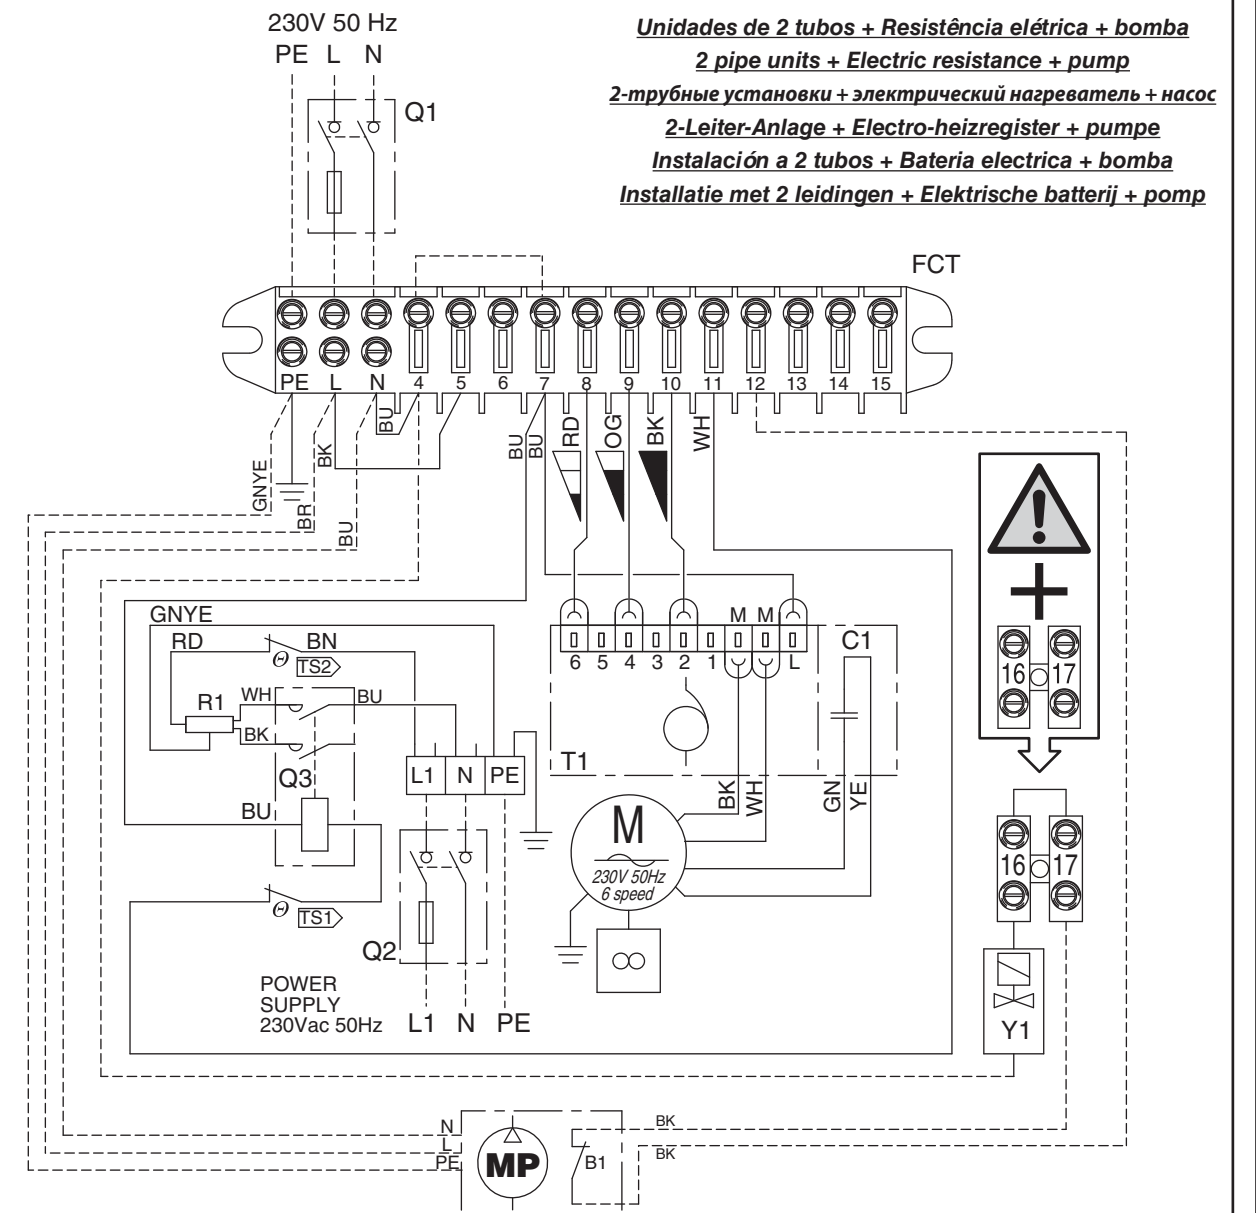 230V 50 Hz
PE L N
Q1
Unidades de 2 tubos + Resistência elétrica + bomba
2 pipe units + Electric resistance + pump
2-трубные установки + электрический нагреватель + насос
2-Leiter-Anlage + Electro-heizregister + pumpe
Instalación a 2 tubos + Bateria electrica + bomba
Installatie met 2 leidingen + Elektrische batterij + pomp
FCT
PE L N 4 5 6 7 8 9 10 11 12 13 14 15
GNYE
BR
BK
BU
BU
BU
BU
RD
OG
BK
WH
16 17
GNYE
RD
BN
TS2
R1
WH
BU
BK
Q3
BU
TS1
L1 N PE
Q2
POWER
SUPPLY
230Vac 50Hz
L1 N PE
M M
6 5 4 3 2 1 L
C1
T1
BK
WH
GN
YE
M
230V 50Hz
6 speed
16 17
Y1
N
L
PE
MP
B1
BK
BK